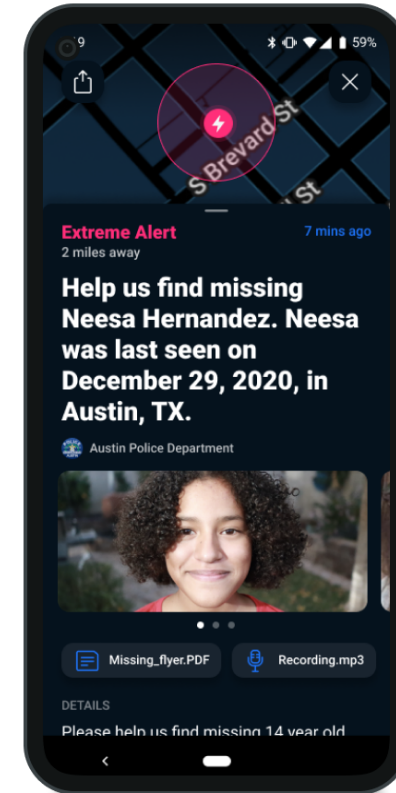 9
59%
S Brevard St
St
Extreme Alert
7 mins ago
2 miles away
Help us find missing
Neesa Hernandez. Neesa
was last seen on
December 29, 2020, in
Austin, TX.
Austin Police Department
Missing_flyer.PDF
Recording.mp3
DETAILS
Please help us find missing 14 year old